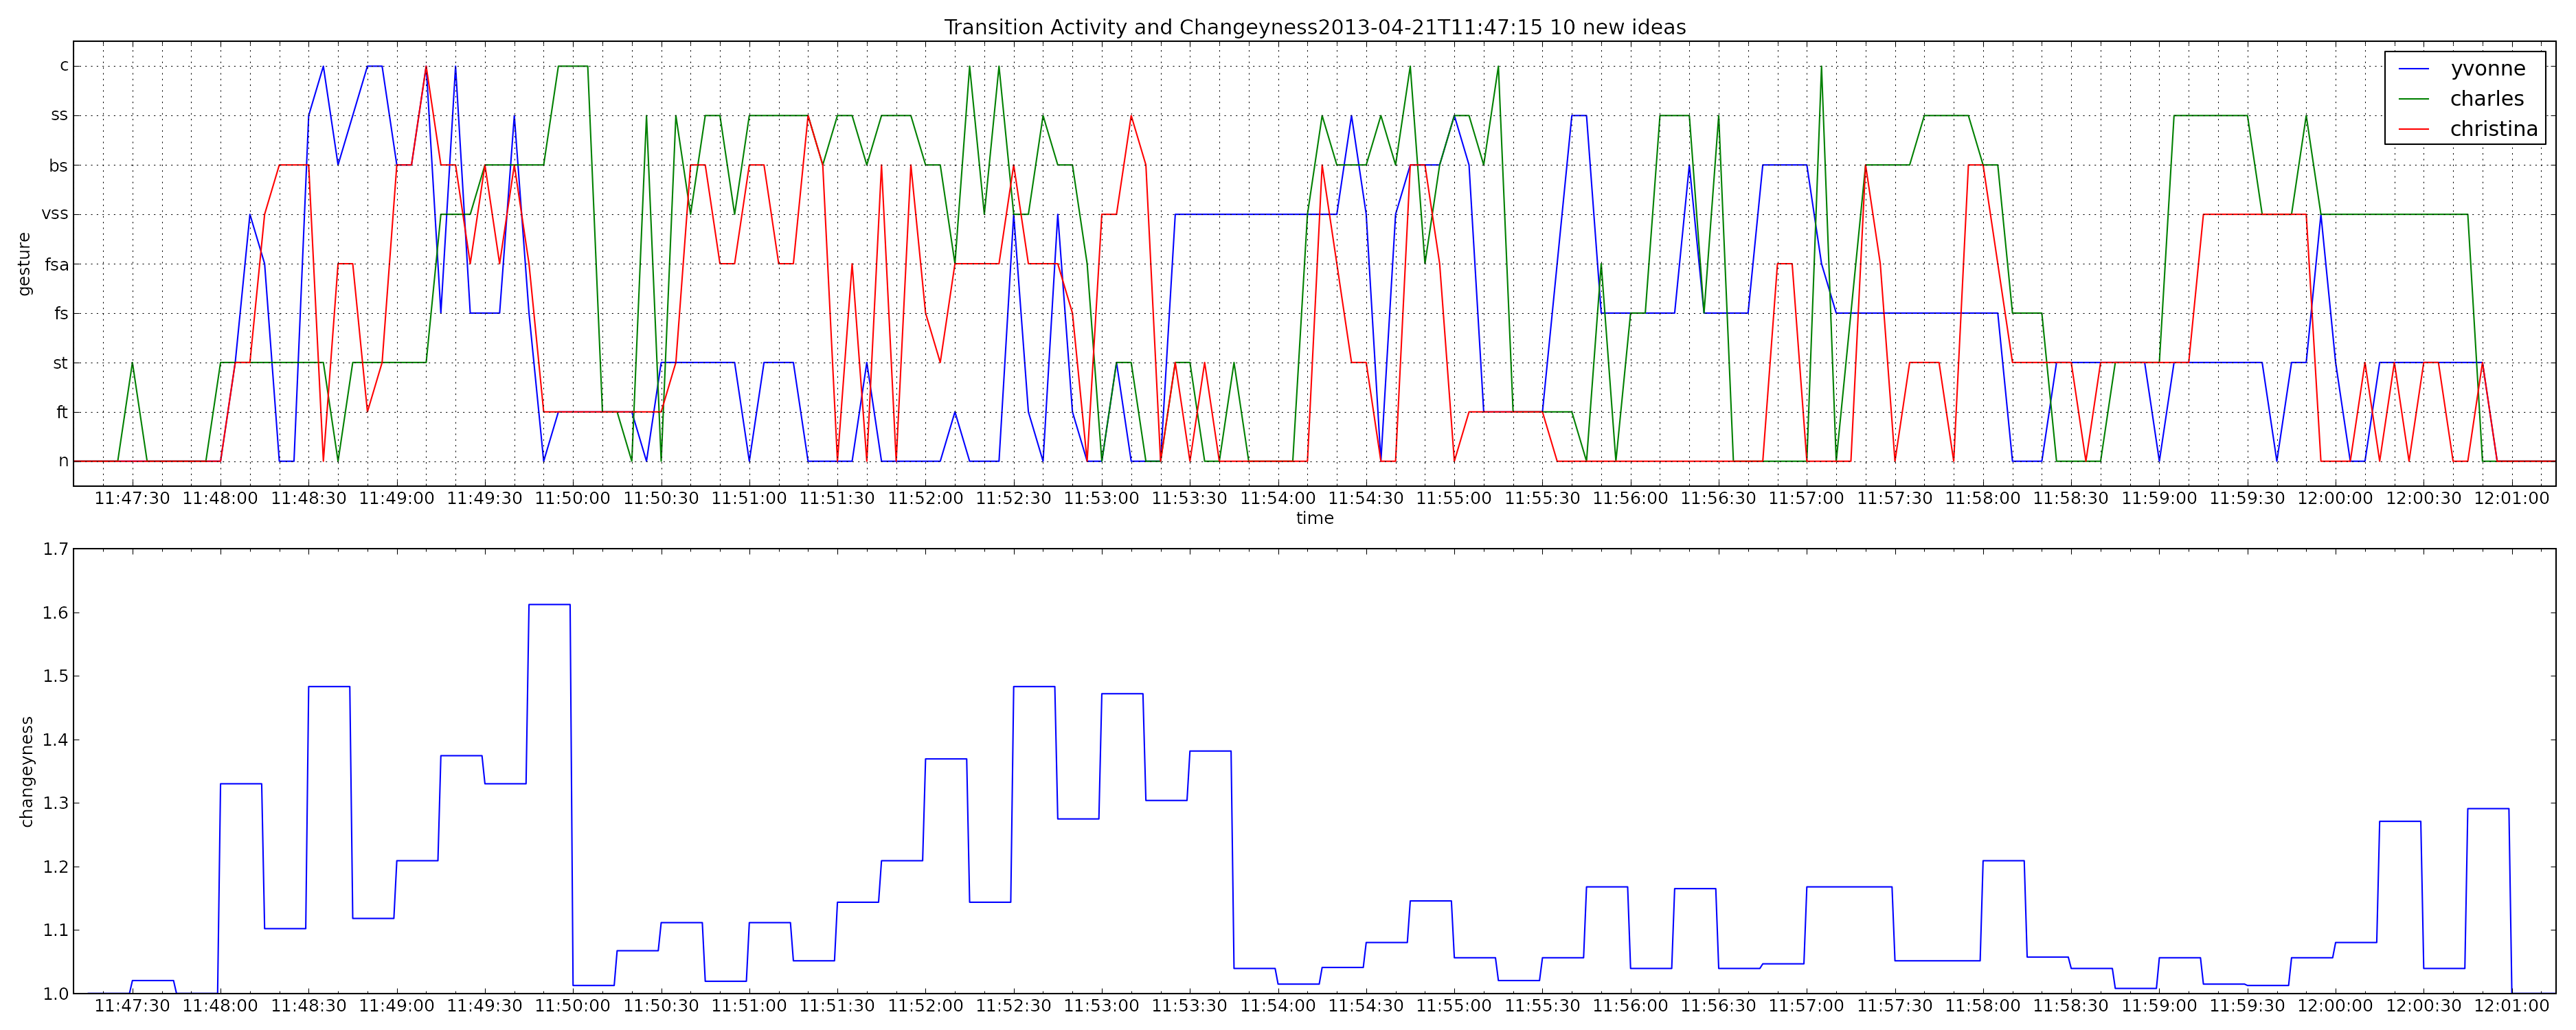 Transition Activity and Changeyness2013-04-21T11:47:15 10 new ideas
yvonne
charles
christina
gesture
c
ss
bs
vss
fsa
fs
st
ft
n
11:47:30 11:48:00 11:48:30 11:49:00 11:49:30 11:50:00 11:50:30 11:51:00 11:51:30 11:52:00 11:52:30 11:53:00 11:53:30 11:54:00 11:54:30 11:55:00 11:55:30 11:56:00 11:56:30 11:57:00 11:57:30 11:58:00 11:58:30 11:59:00 11:59:30 12:00:00 12:00:30 12:01:00
time
changeyness
1.7
1.6
1.5
1.4
1.3
1.2
1.1
1.0
11:47:30 11:48:00 11:48:30 11:49:00 11:49:30 11:50:00 11:50:30 11:51:00 11:51:30 11:52:00 11:52:30 11:53:00 11:53:30 11:54:00 11:54:30 11:55:00 11:55:30 11:56:00 11:56:30 11:57:00 11:57:30 11:58:00 11:58:30 11:59:00 11:59:30 12:00:00 12:00:30 12:01:00